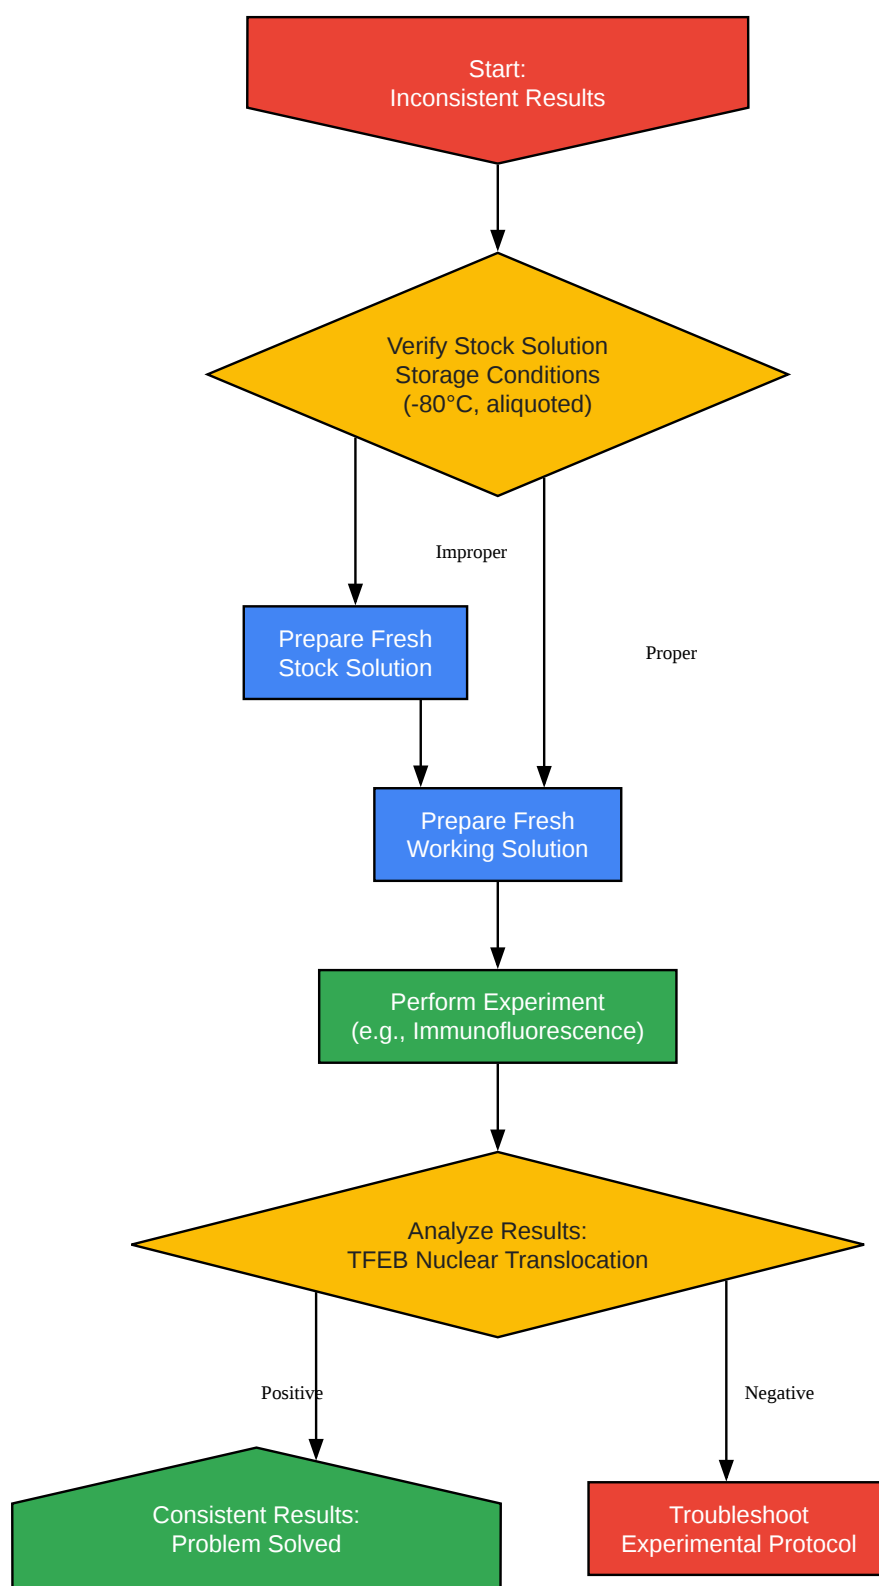 Start:
Inconsistent Results
Verify Stock Solution
Storage Conditions
(-80°C, aliquoted)
Improper
Prepare Fresh
Stock Solution
Proper
Prepare Fresh
Working Solution
Perform Experiment
(e.g., Immunofluorescence)
Analyze Results:
TFEB Nuclear Translocation
Positive
Negative
Consistent Results:
Problem Solved
Troubleshoot
Experimental Protocol